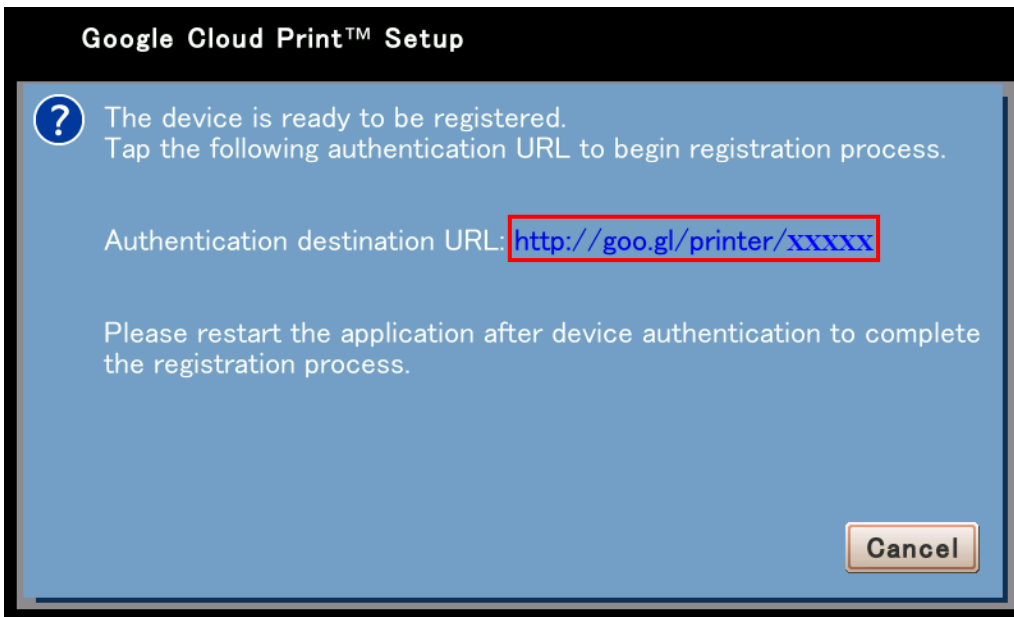 Google Cloud Print™ Setup
?
The device is ready to be registered.
Tap the following authentication URL to begin registration process.
Authentication destination URL: http://goo.gl/printer/xxxxx
Please restart the application after device authentication to complete
the registration process.
Cancel